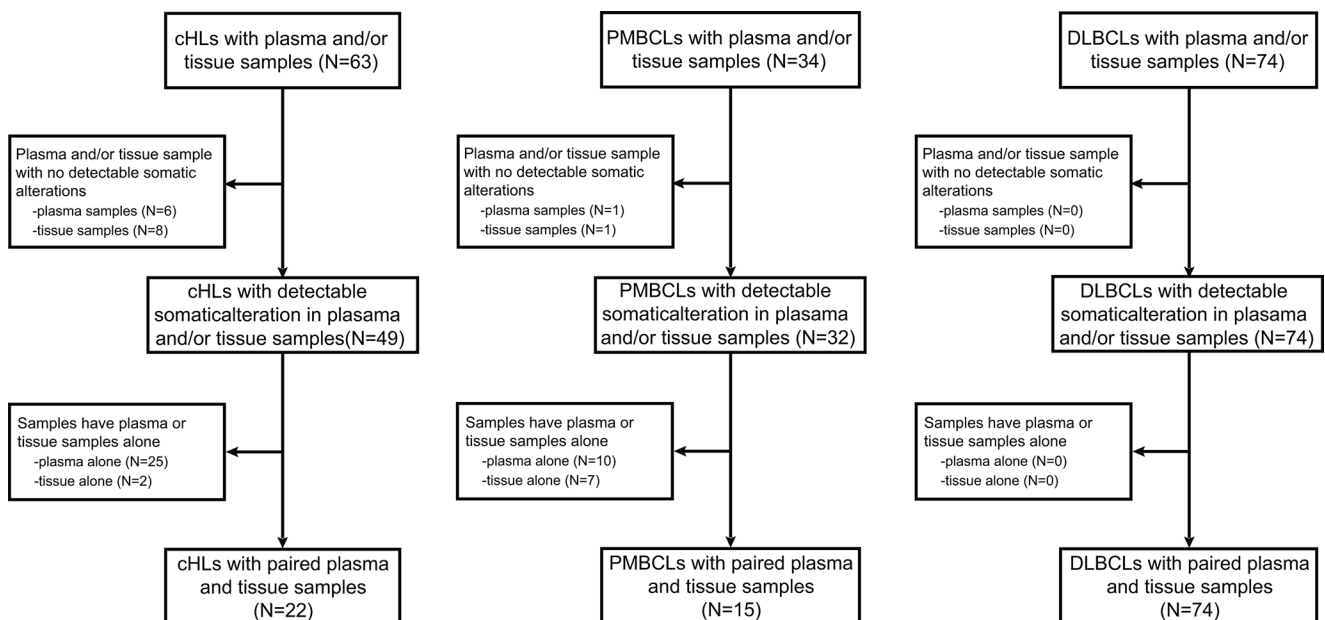 cHLs with plasma and/or
tissue samples (N=63)
Plasma and/or tissue sample
with no detectable somatic
alterations
-plasma samples (N=6)
-tissue samples (N=8)
cHLs with detectable
somaticalteration in plasama
and/or tissue samples(N=49)
Samples have plasma or
tissue samples alone
-plasma alone (N=25)
-tissue alone (N=2)
cHLs with paired plasma
and tissue samples
(N=22)
PMBCLs with plasma and/or
tissue samples (N=34)
Plasma and/or tissue sample
with no detectable somatic
alterations
-plasma samples (N=1)
-tissue samples (N=1)
PMBCLs with detectable
somaticalteration in plasama
and/or tissue samples (N=32)
Samples have plasma or
tissue samples alone
-plasma alone (N=10)
-tissue alone (N=7)
PMBCLs with paired plasma
and tissue samples
(N=15)
DLBCLs with plasma and/or
tissue samples (N=74)
Plasma and/or tissue sample
with no detectable somatic
alterations
-plasma samples (N=0)
-tissue samples (N=0)
DLBCLs with detectable
somaticalteration in plasama
and/or tissue samples (N=74)
Samples have plasma or
tissue samples alone
-plasma alone (N=0)
-tissue alone (N=0)
DLBCLs with paired plasma
and tissue samples
(N=74)